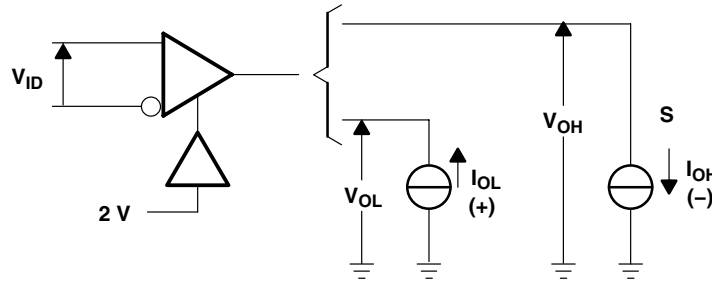 V_ID
2 V
V_OL
I_OL
(+)
V_OH
S
I_OH
(−)